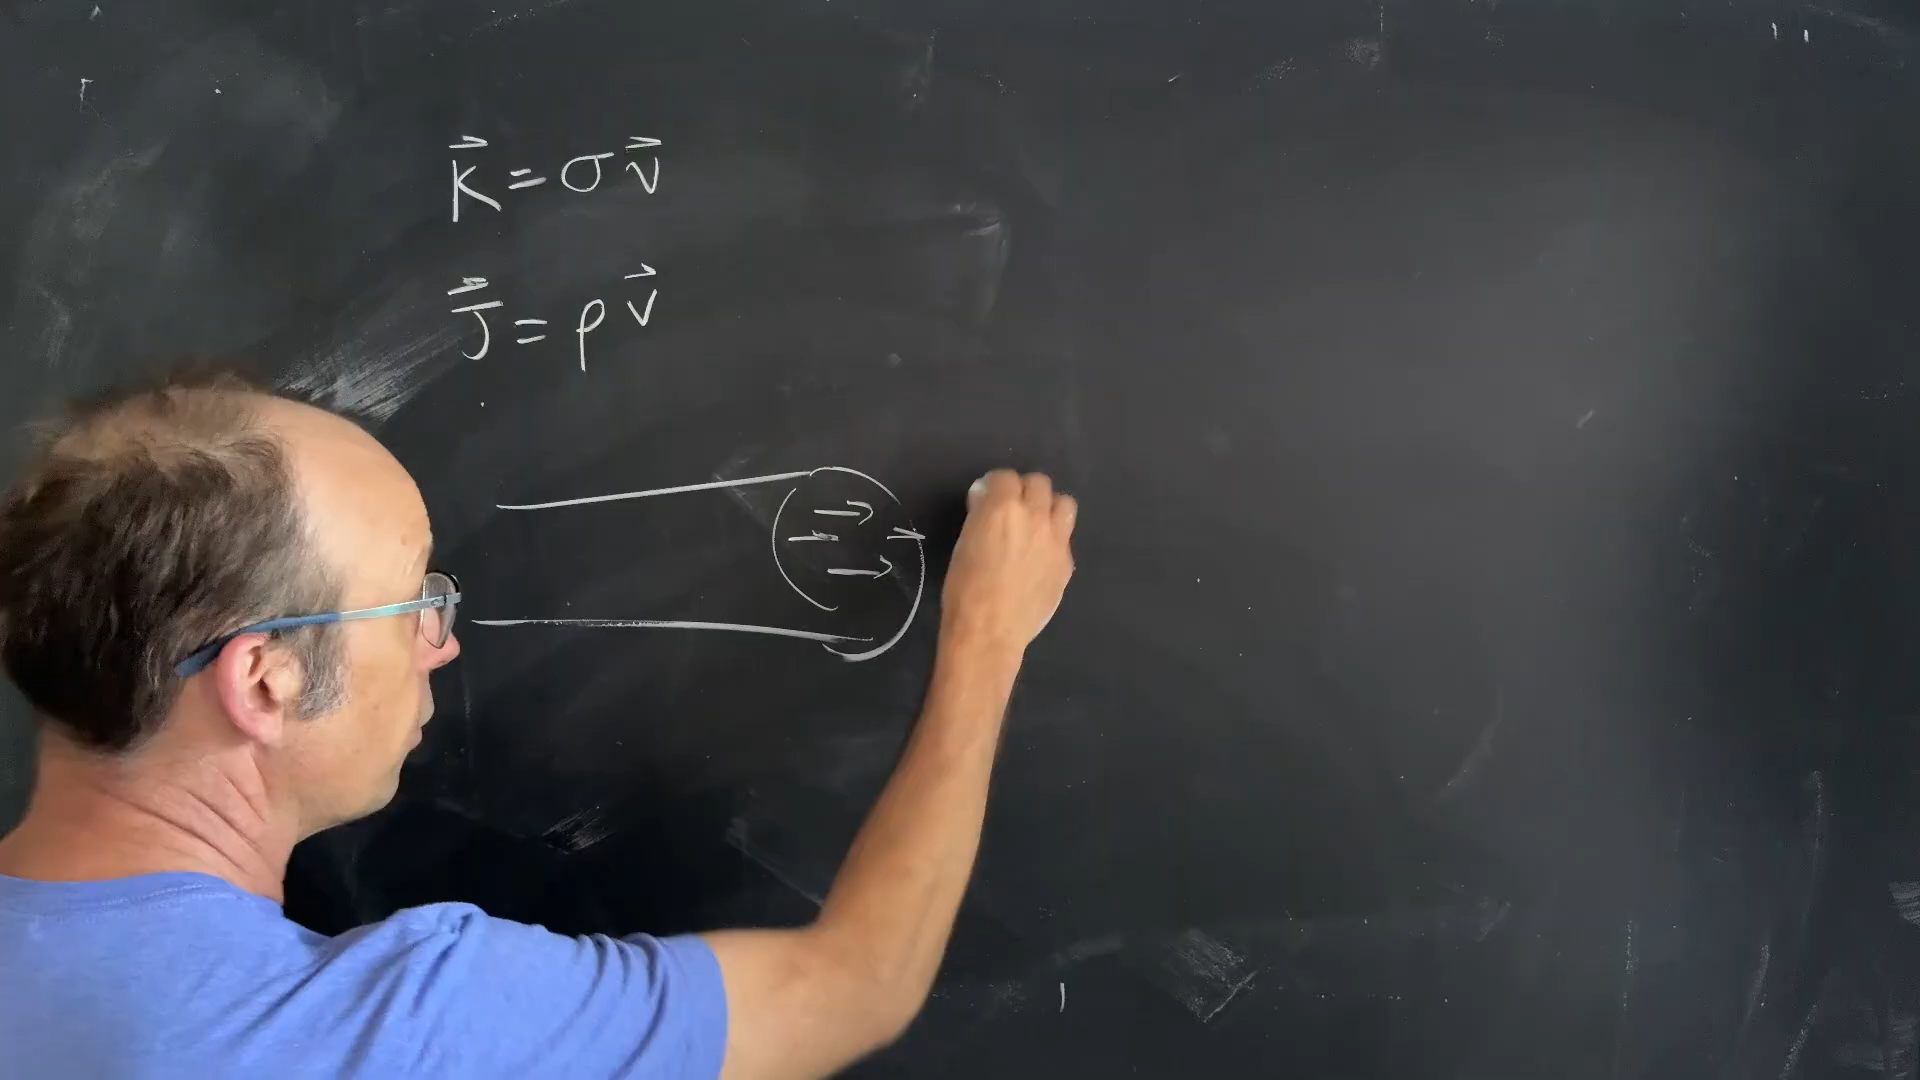 K⃗ = σ v⃗
J⃗ = ρ v⃗